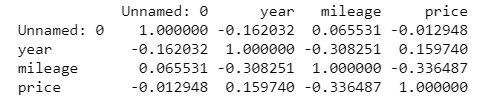 Unnamed: 0 year mileage price
Unnamed: 0 1.000000 -0.162032 0.065531 -0.012948
year -0.162032 1.000000 -0.308251 0.159740
mileage 0.065531 -0.308251 1.000000 -0.336487
price -0.012948 0.159740 -0.336487 1.000000